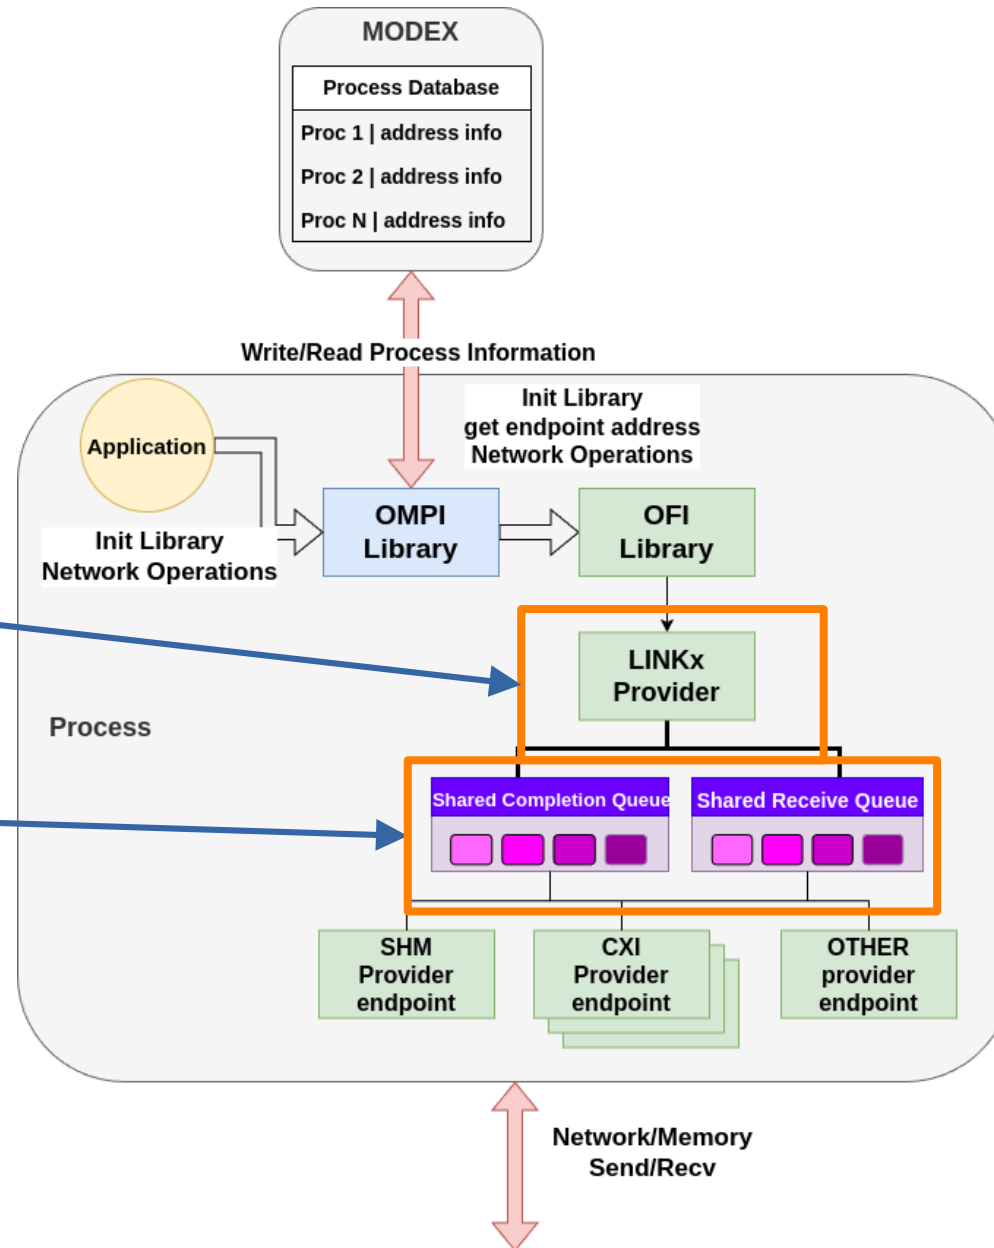 MODEX
Process Database
Proc 1 | address info
Proc 2 | address info
Proc N | address info
Write/Read Process Information
Init Library
get endpoint address
Network Operations
Application
OMPI
Library
OFI
Library
Init Library
Network Operations
LINKx
Provider
Process
Shared Completion Queue
Shared Receive Queue
SHM
Provider
endpoint
CXI
Provider
endpoint
OTHER
provider
endpoint
Network/Memory
Send/Recv